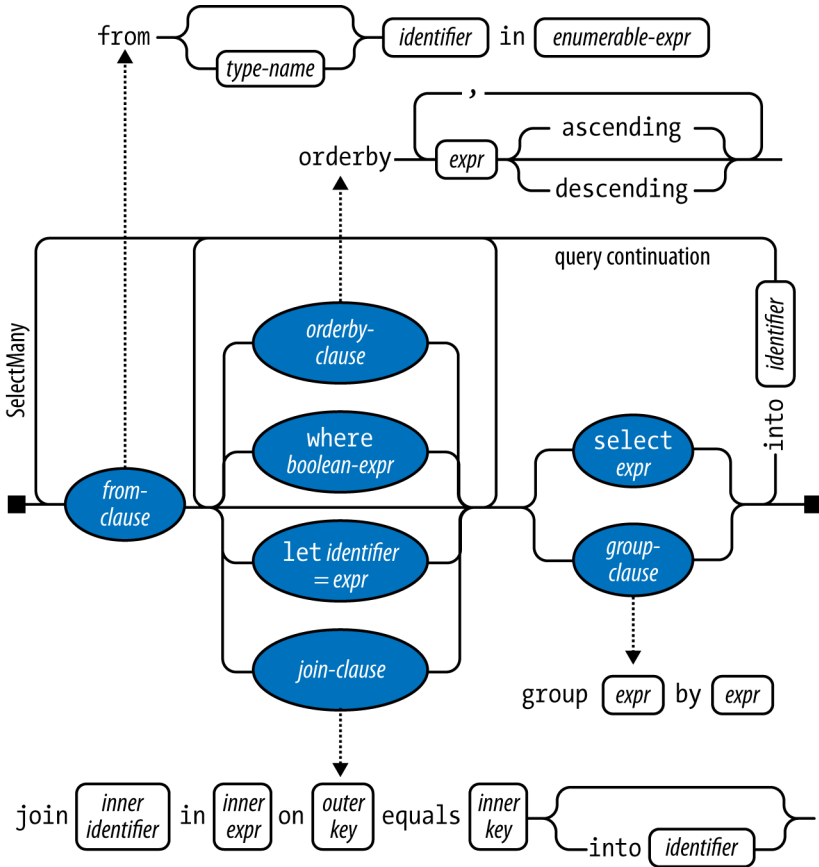 from type-name identifier in enumerable-expr
,
ascending
orderby expr
descending
query continuation
SelectMany
identifier
into
orderby-
clause
where
boolean-expr
select
expr
from-
clause
let identifier
= expr
group-
clause
join-clause
group expr by expr
join inner identifier in inner expr on outer key equals inner key
into identifier